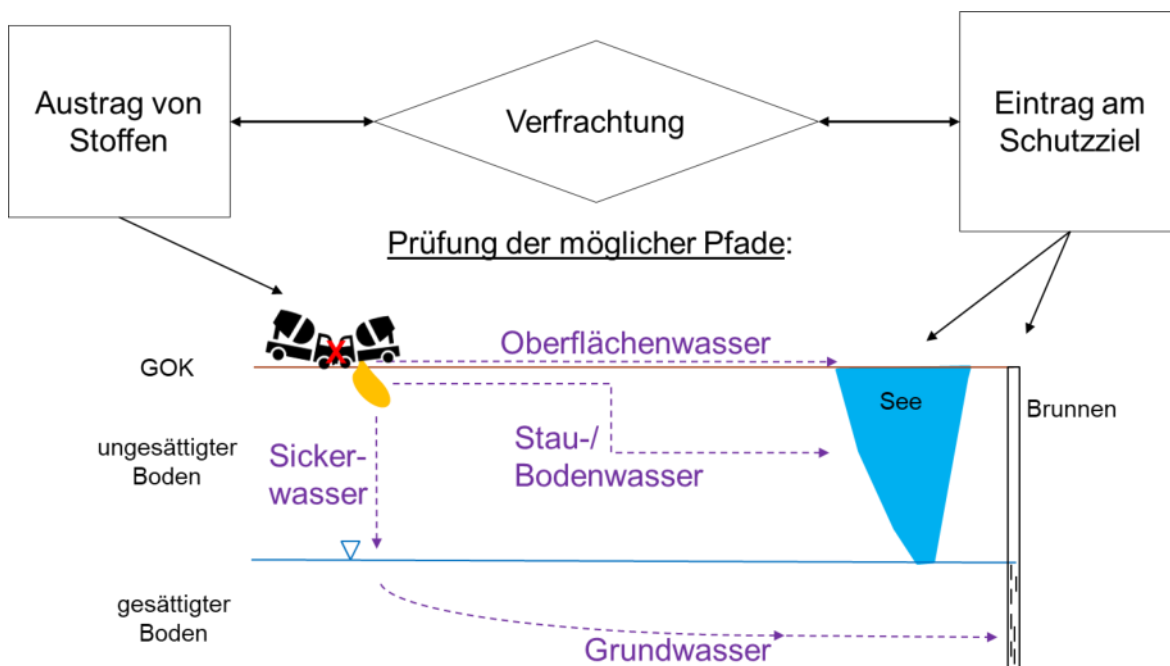 Austrag von
Stoffen
Verfrachtung
Eintrag am
Schutzziel
Prüfung der möglicher Pfade:
Oberflächenwasser
GOK
See
Brunnen
ungesättigter
Boden
Sicker-
wasser
Stau-/
Bodenwasser
gesättigter
Boden
Grundwasser